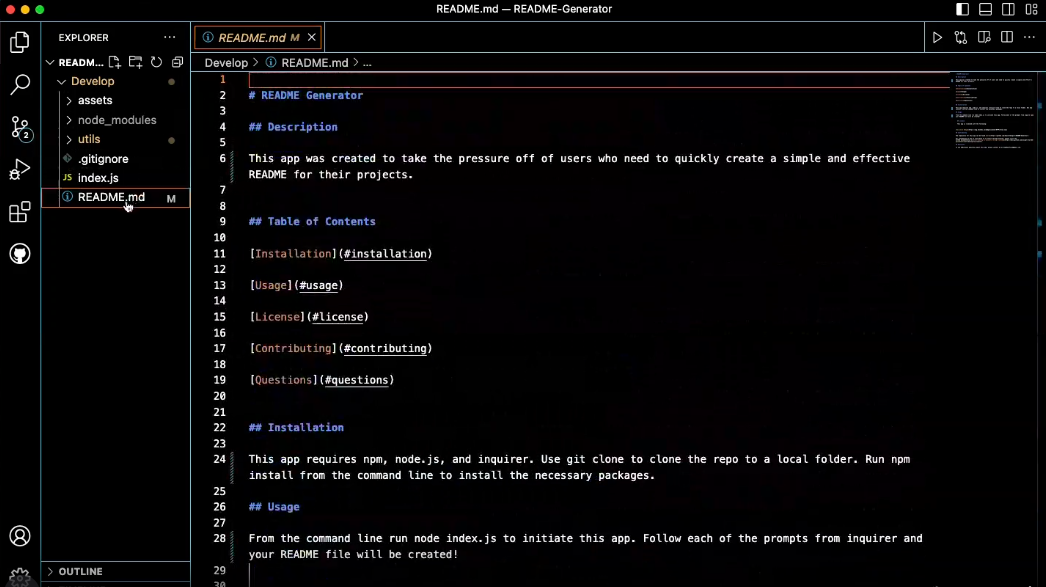 README.md — README-Generator
EXPLORER
READM...
Develop
assets
node_modules
utils
.gitignore
JS index.js
README.md M
2
OUTLINE
README.md M
Develop > README.md > ...
1
2 # README Generator
3
4 ## Description
5
6 This app was created to take the pressure off of users who need to quickly create a simple and effective
README for their projects.
7
8
9 ## Table of Contents
10
11 [Installation](#installation)
12
13 [Usage](#usage)
14
15 [License](#license)
16
17 [Contributing](#contributing)
18
19 [Questions](#questions)
20
21
22 ## Installation
23
24 This app requires npm, node.js, and inquirer. Use git clone to clone the repo to a local folder. Run npm
install from the command line to install the necessary packages.
25
26 ## Usage
27
28 From the command line run node index.js to initiate this app. Follow each of the prompts from inquirer and
your README file will be created!
29
30